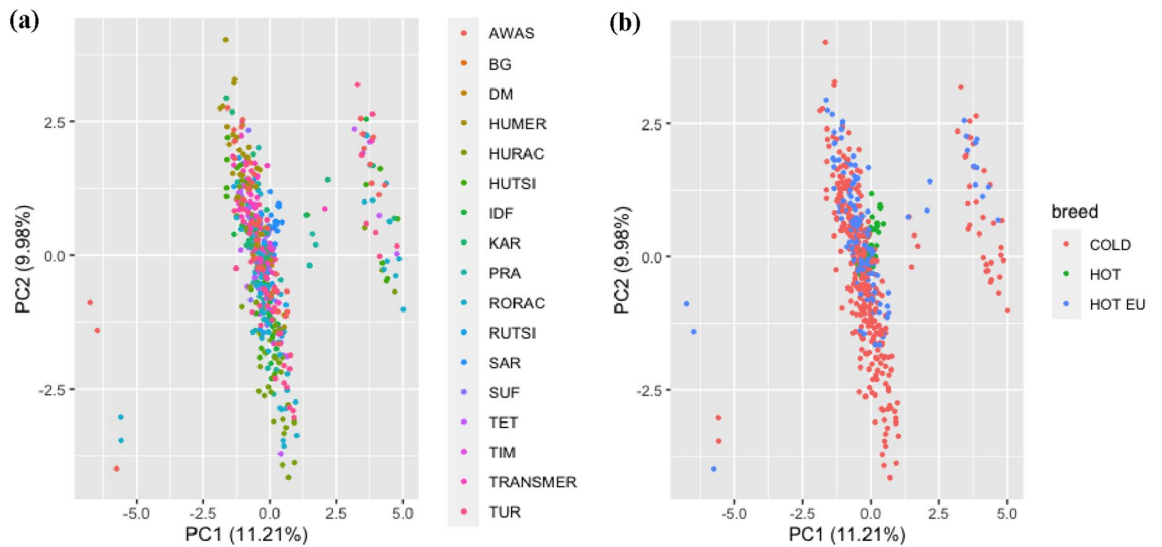 (a)
PC2 (9.98%)
2.5
0.0
-2.5
-5.0
-2.5
0.0
2.5
5.0
PC1 (11.21%)
AWAS
BG
DM
HUMER
HURAC
HUTSI
IDF
KAR
PRA
RORAC
RUTSI
SAR
SUF
TET
TIM
TRANSMER
TUR
(b)
PC2 (9.98%)
2.5
0.0
-2.5
-5.0
-2.5
0.0
2.5
5.0
PC1 (11.21%)
breed
COLD
HOT
HOT EU